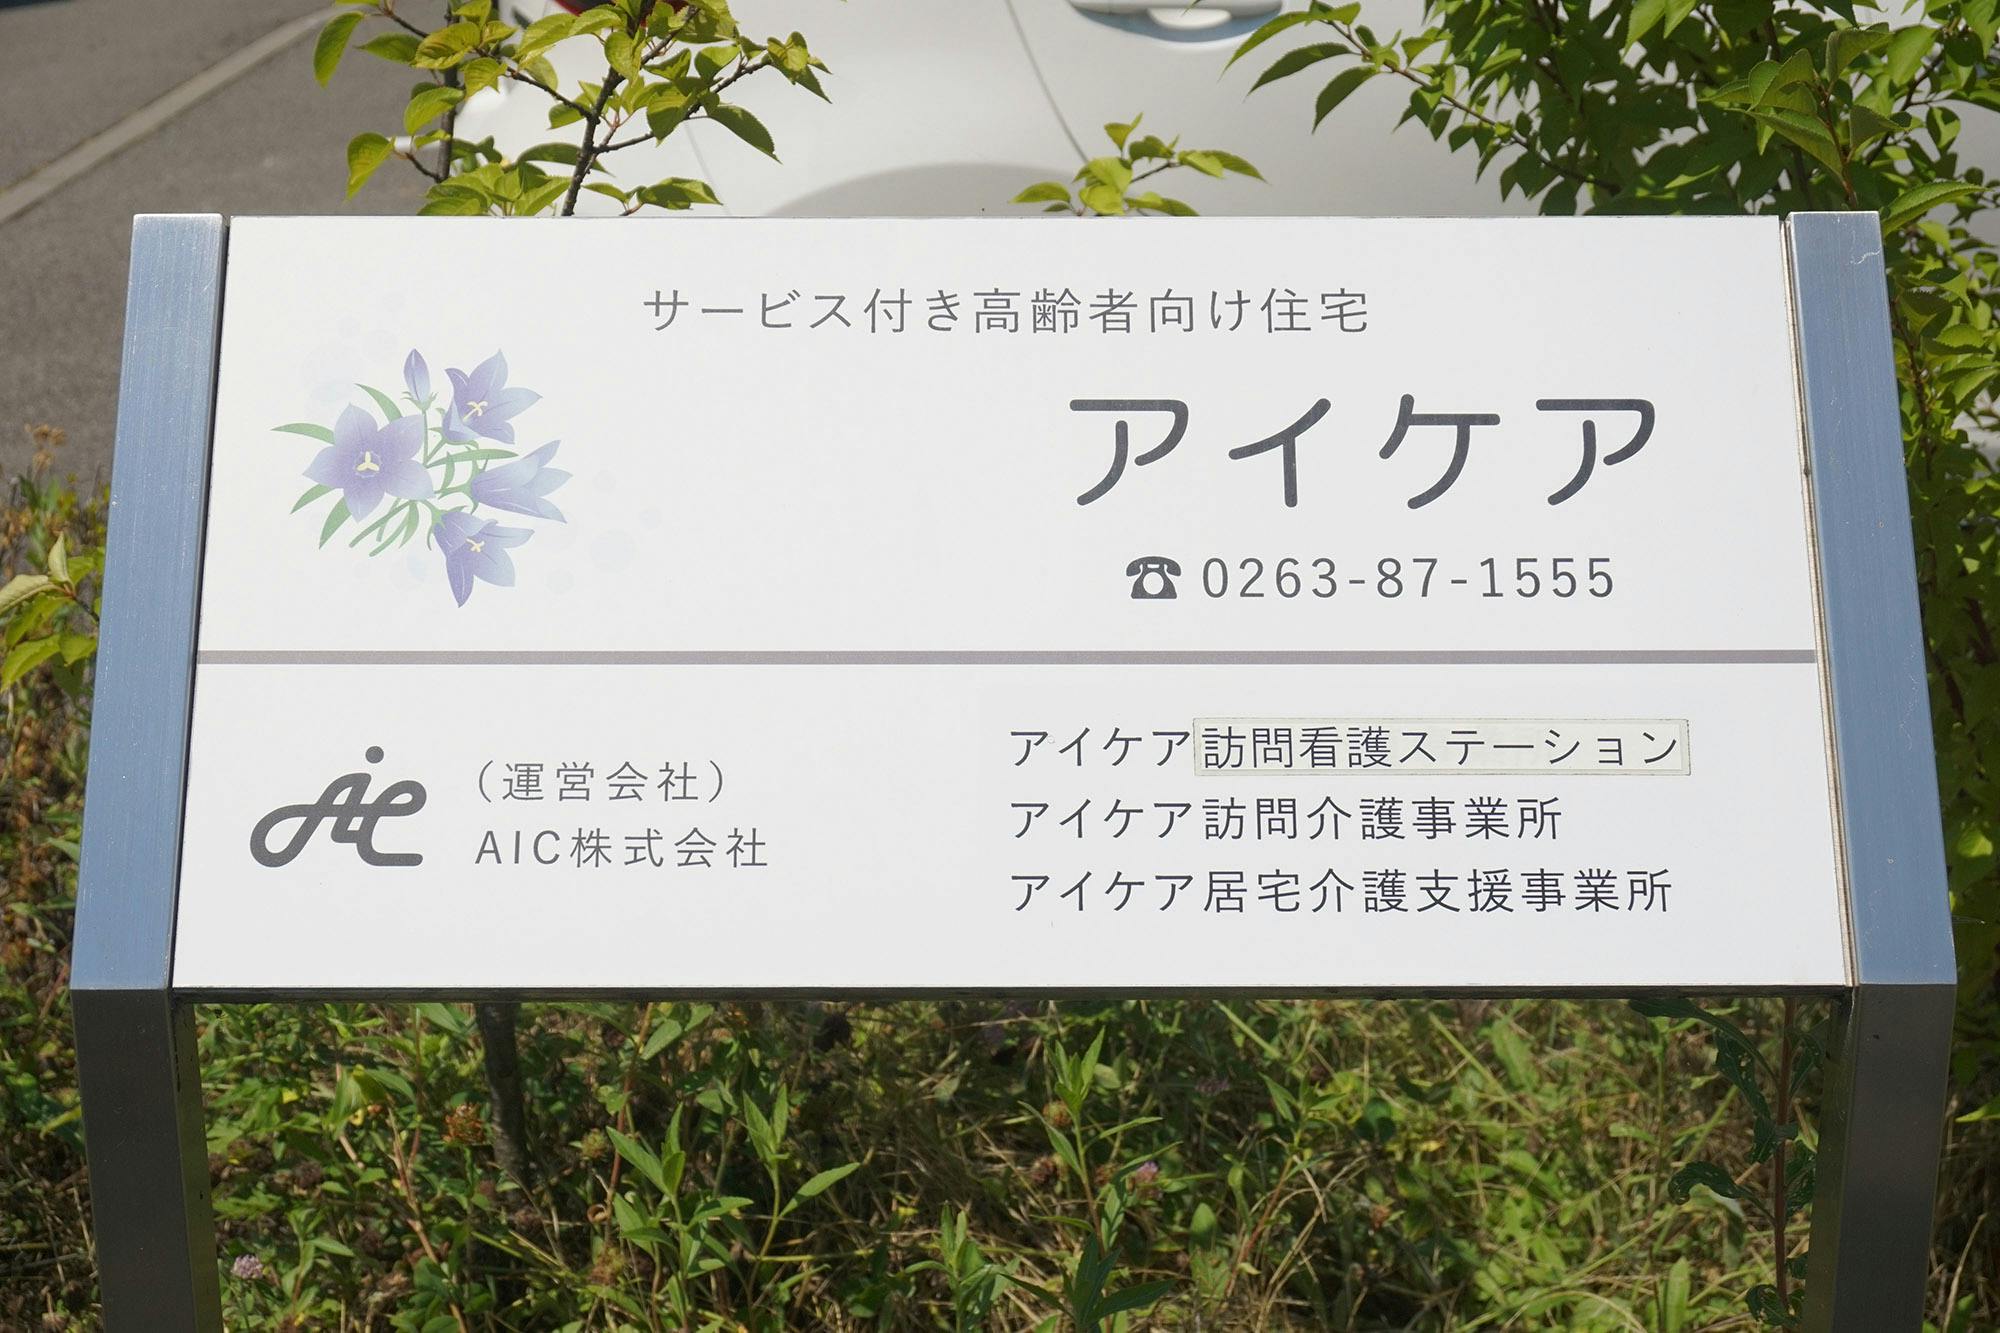 サービス付き高齢者向け住宅
アイケア
☎0263-87-1555
AIC
（運営会社）
AIC株式会社
アイケア訪問看護ステーション
アイケア訪問介護事業所
アイケア居宅介護支援事業所